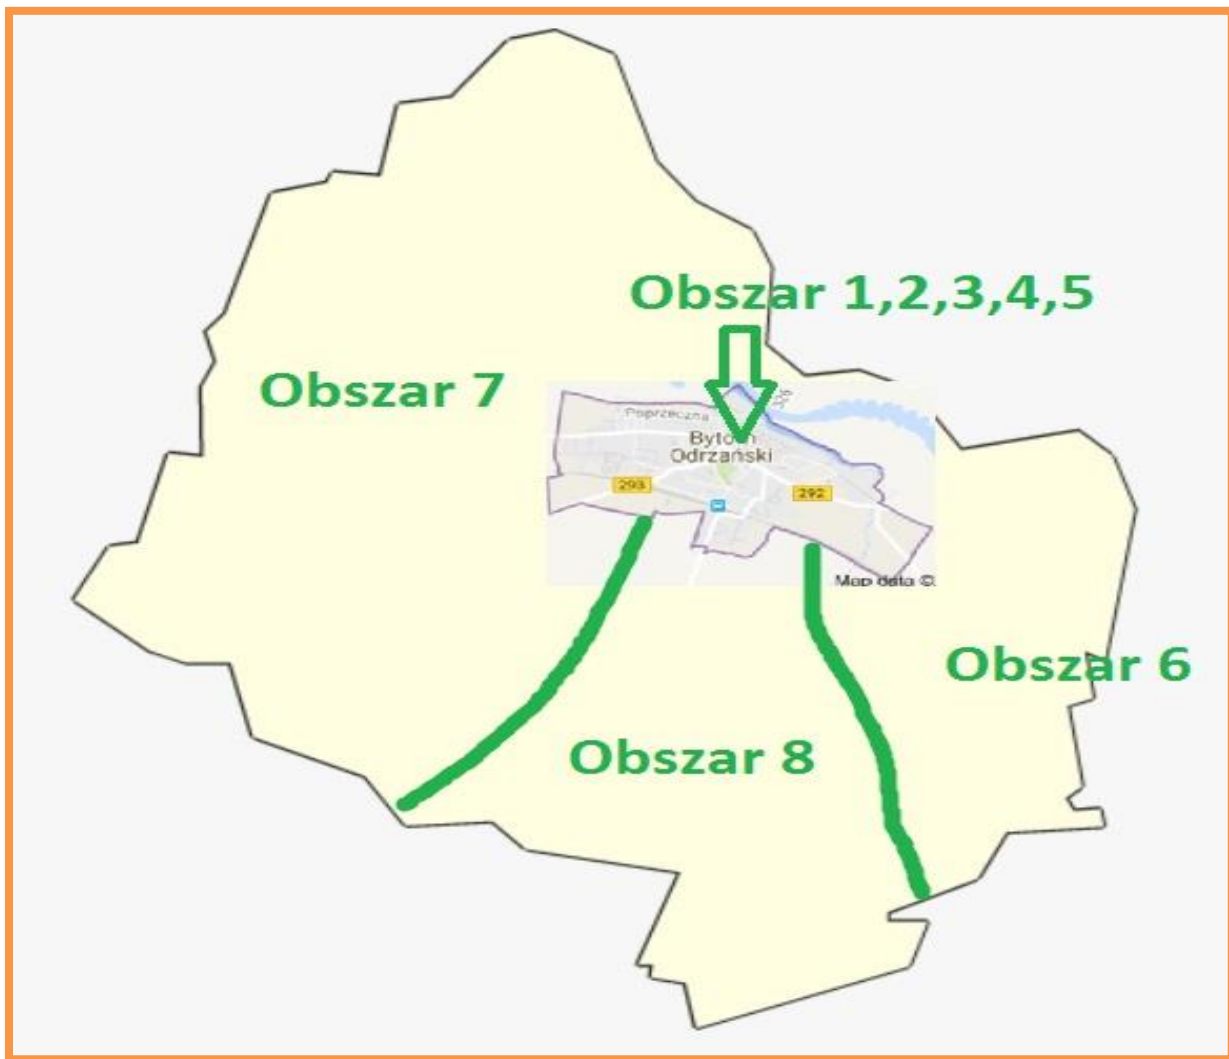 Obszar 1,2,3,4,5
Obszar 7
Poprzeczna
326
Bytom
Odrzański
293
292
Map data ©
Obszar 6
Obszar 8